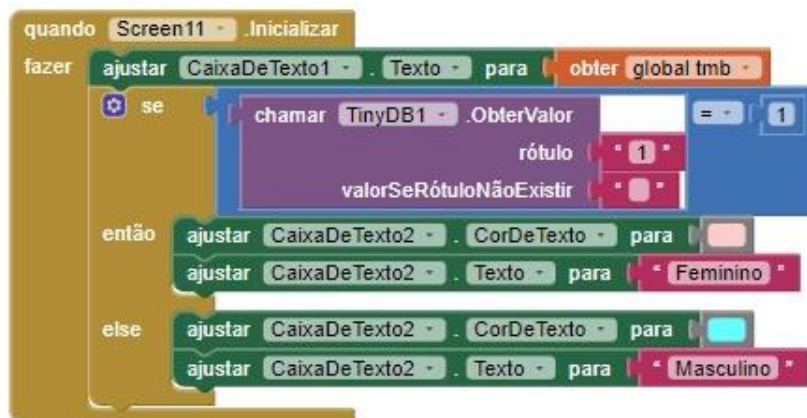 quando Screen11 .Inicializar
fazer ajustar CaixaDeTexto1 . Texto para obter global tmb
se chamar TinyDB1 .ObterValor = 1
rótulo " 1 "
valorSeRótuloNãoExistir " "
então ajustar CaixaDeTexto2 . CorDeTexto para
ajustar CaixaDeTexto2 . Texto para " Feminino "
else ajustar CaixaDeTexto2 . CorDeTexto para
ajustar CaixaDeTexto2 . Texto para " Masculino "